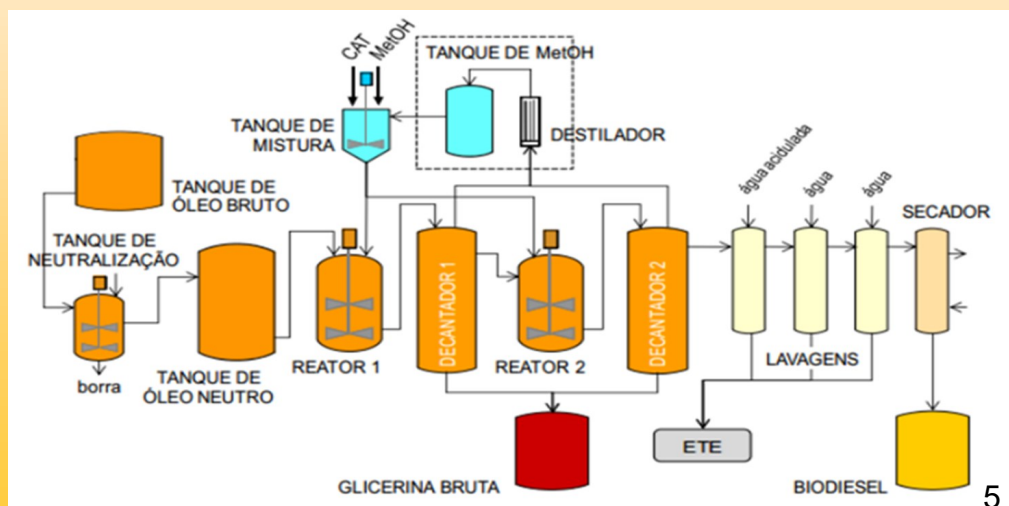 CAT
MetOH
TANQUE DE MetOH
TANQUE DE
MISTURA
DESTILADOR
TANQUE DE
ÓLEO BRUTO
TANQUE DE
NEUTRALIZAÇÃO
borra
TANQUE DE
ÓLEO NEUTRO
REATOR 1
DECANTADOR 1
REATOR 2
DECANTADOR 2
água acidulada
água
água
SECADOR
LAVAGENS
ETE
GLICERINA BRUTA
BIODIESEL
5